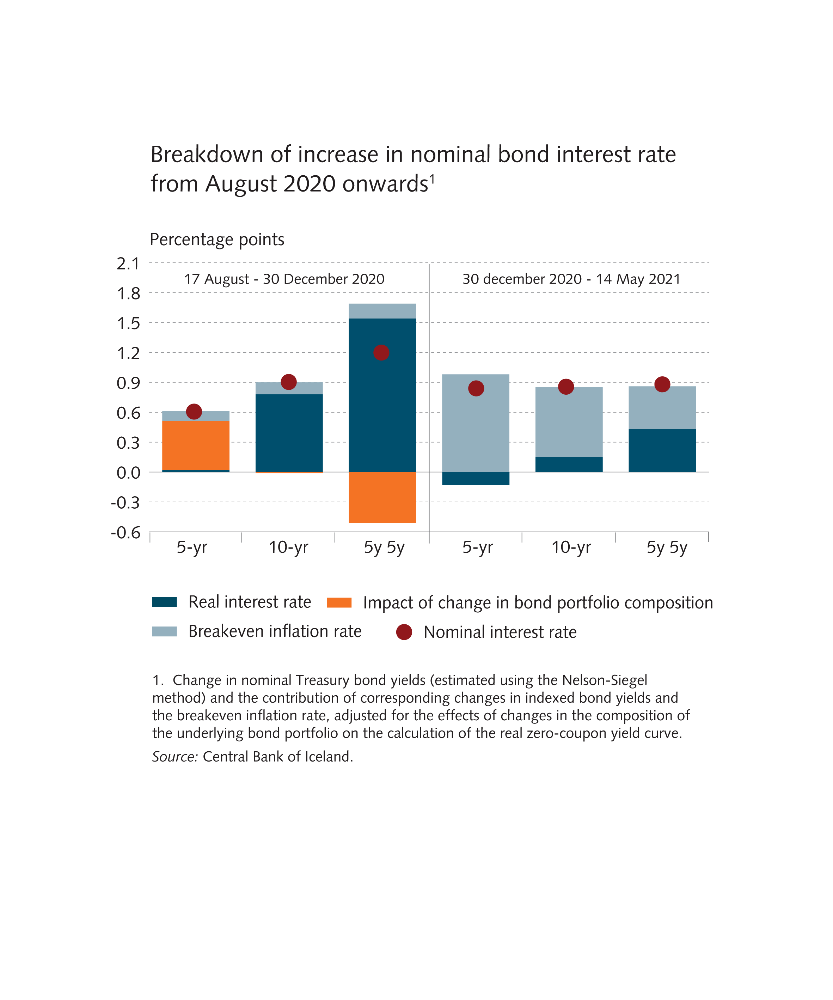 Breakdown of increase in nominal bond interest rate
from August 2020 onwards¹
Percentage points
2.1
17 August - 30 December 2020
30 december 2020 - 14 May 2021
1.8
1.5
1.2
0.9
0.6
0.3
0.0
-0.3
-0.6
5-yr
10-yr
5y 5y
5-yr
10-yr
5y 5y
Real interest rate
Impact of change in bond portfolio composition
Breakeven inflation rate
Nominal interest rate
1. Change in nominal Treasury bond yields (estimated using the Nelson-Siegel
method) and the contribution of corresponding changes in indexed bond yields and
the breakeven inflation rate, adjusted for the effects of changes in the composition of
the underlying bond portfolio on the calculation of the real zero-coupon yield curve.
Source: Central Bank of Iceland.